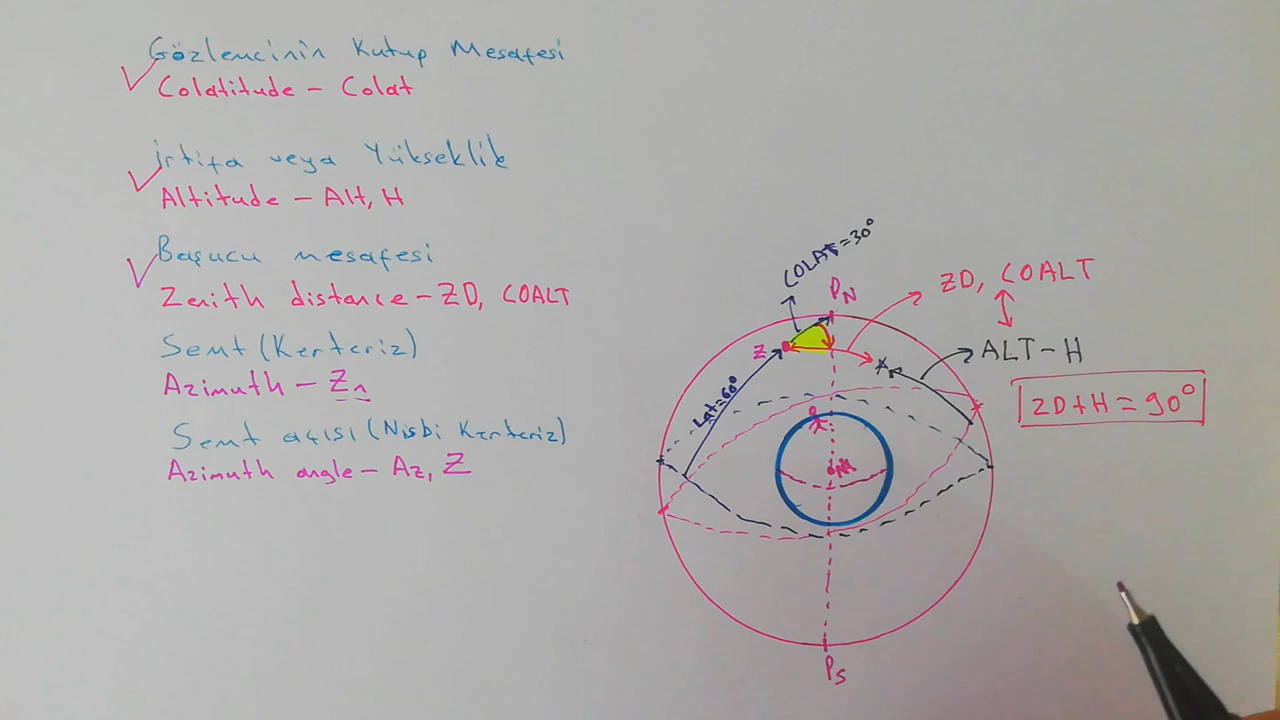 Gözlemcinin Kutup Mesafesi
Colatitude - Colat
İrtifa veya Yükseklik
Altitude - Alt, H
Başucu mesafesi
Zenith distance - ZD, COALT
Semt (Kerteriz)
Azimuth - Zn
Semt açısı (Nisbi Kerteriz)
Azimuth angle - Az, Z
COLAT=30°
PN
ZD, COALT
Z
ALT-H
ZD+H=90°
Lat=60°
PS